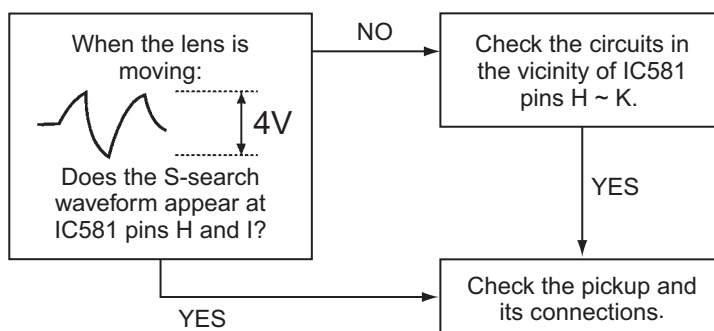 When the lens is
moving:
4V
Does the S-search
waveform appear at
IC581 pins H and I?
NO
Check the circuits in
the vicinity of IC581
pins H ~ K.
YES
YES
Check the pickup and
its connections.